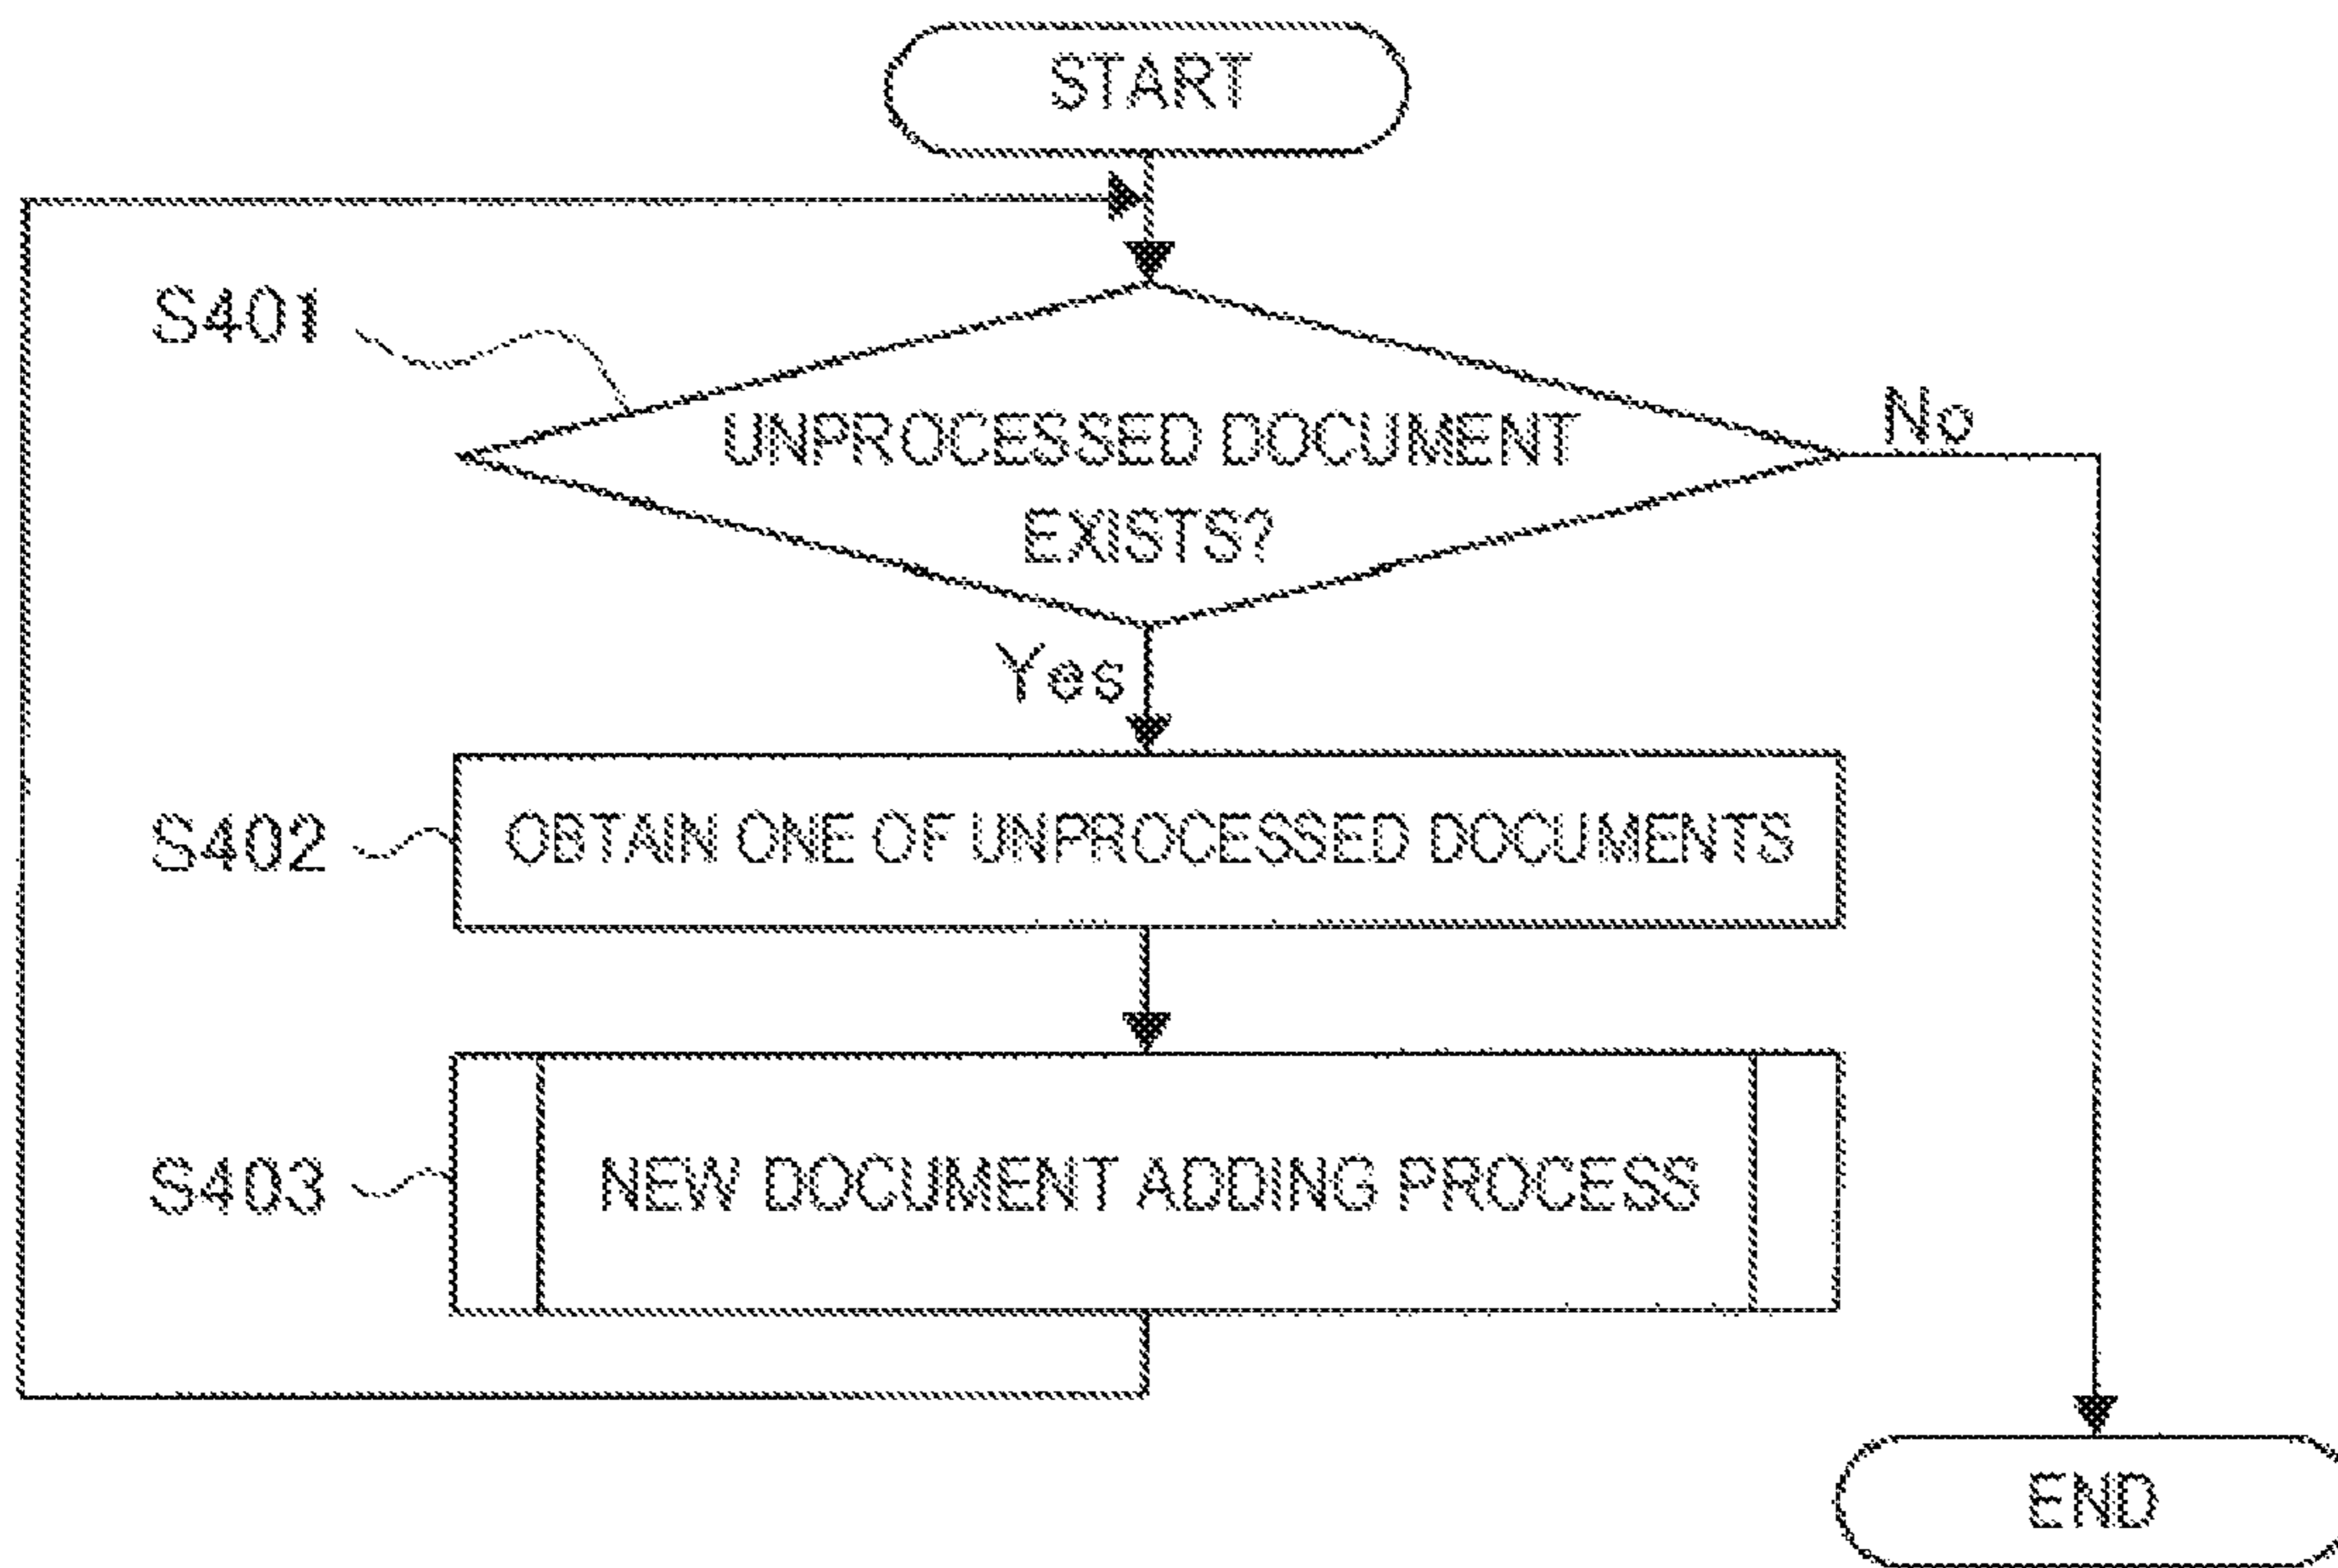 START
S401
UNPROCESSED DOCUMENT
EXISTS?
No
Yes
S402
OBTAIN ONE OF UNPROCESSED DOCUMENTS
S403
NEW DOCUMENT ADDING PROCESS
END